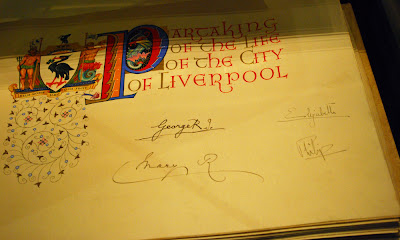 Partaking
of the Life
of the City
of Liverpool
George R.I.
Mary R
Elizabeth
Philip